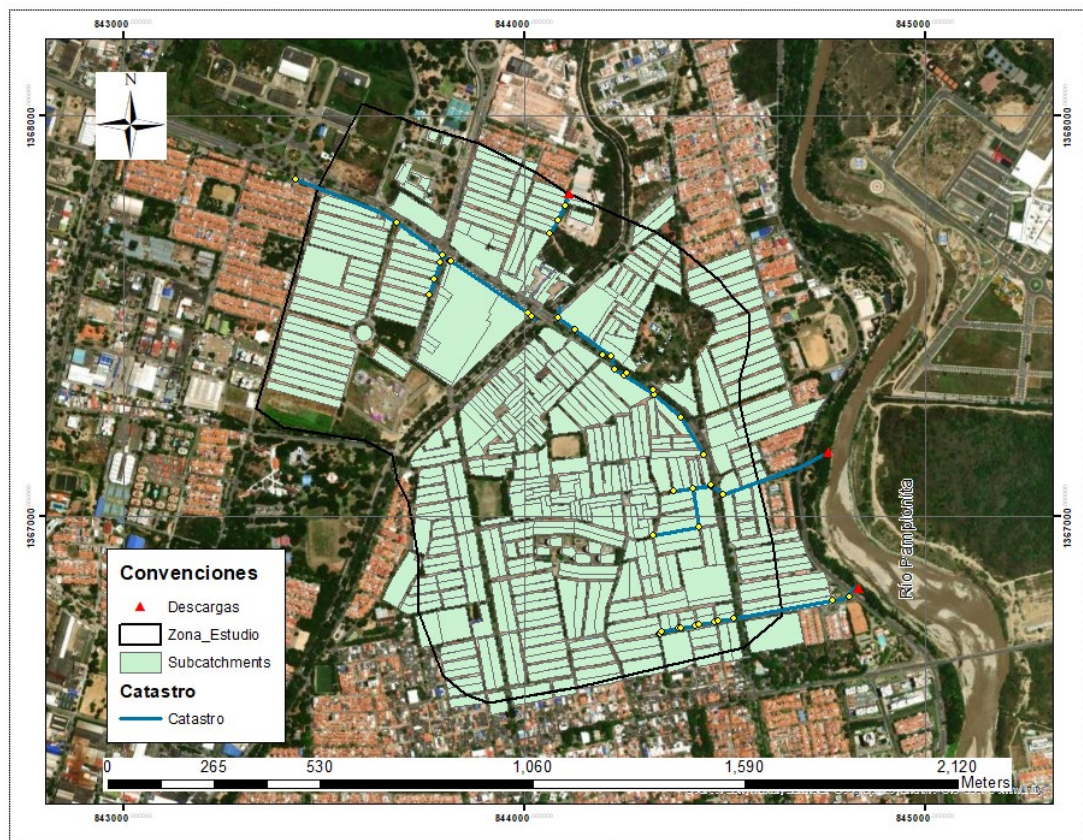 843000
844000
845000
N
1368000
1368000
1367000
1367000
Río Pamplonita
Convenciones
Descargas
Zona_Estudio
Subcatchments
Catastro
Catastro
0 265 530 1,060 1,590 2,120
Meters
843000
844000
845000